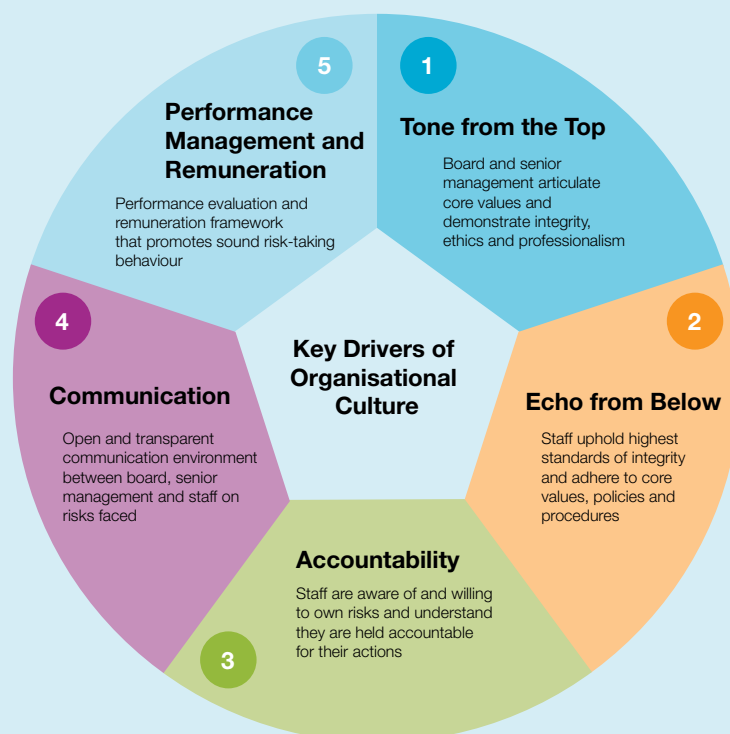 Key Drivers of
Organisational
Culture
1
Tone from the Top
Board and senior
management articulate
core values and
demonstrate integrity,
ethics and professionalism
2
Echo from Below
Staff uphold highest
standards of integrity
and adhere to core
values, policies and
procedures
3
Accountability
Staff are aware of and willing
to own risks and understand
they are held accountable
for their actions
4
Communication
Open and transparent
communication environment
between board, senior
management and staff on
risks faced
5
Performance
Management and
Remuneration
Performance evaluation and
remuneration framework
that promotes sound risk-taking
behaviour